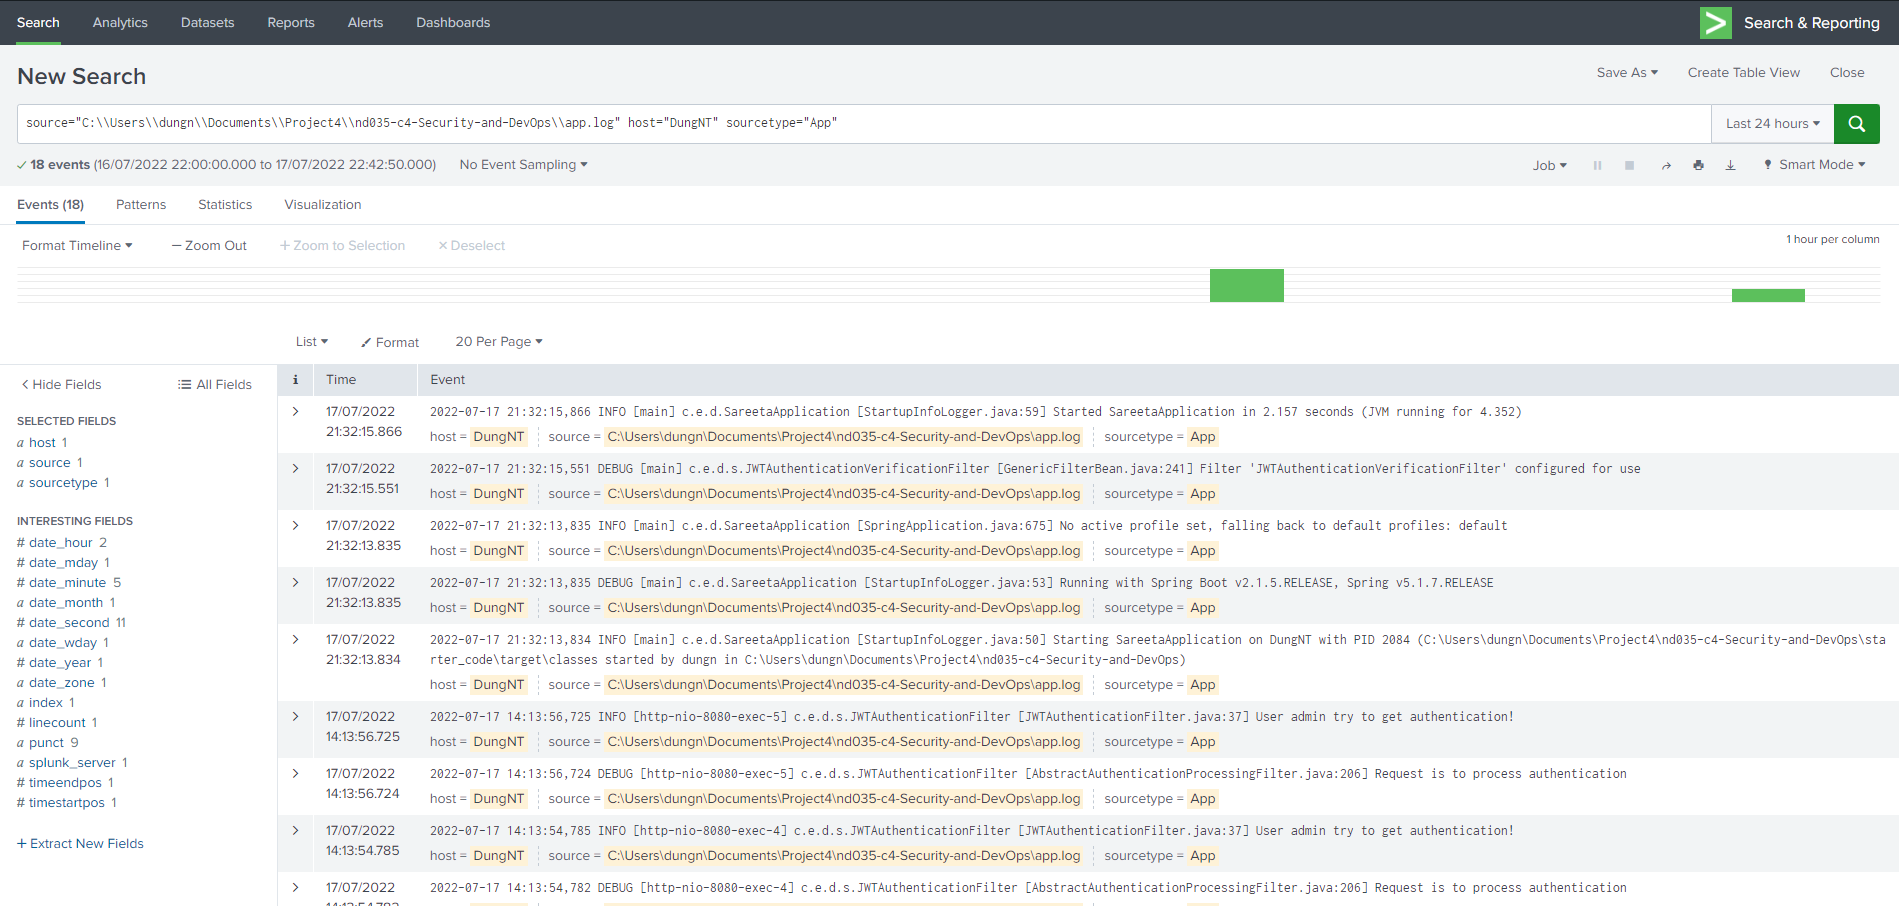 Search Analytics Datasets Reports Alerts Dashboards > Search & Reporting
New Search Save As Create Table View Close
source="C:\\Users\\dungn\\Documents\\Project4\\nd035-c4-Security-and-DevOps\\app.log" host="DungNT" sourcetype="App" Last 24 hours
18 events (16/07/2022 22:00:00.000 to 17/07/2022 22:42:50.000) No Event Sampling Job Smart Mode
Events (18) Patterns Statistics Visualization
Format Timeline — Zoom Out + Zoom to Selection × Deselect 1 hour per column
List Format 20 Per Page
< Hide Fields All Fields
SELECTED FIELDS
a host 1
a source 1
a sourcetype 1
INTERESTING FIELDS
# date_hour 2
# date_mday 1
# date_minute 5
a date_month 1
# date_second 11
a date_wday 1
# date_year 1
a date_zone 1
a index 1
# linecount 1
a punct 9
a splunk_server 1
# timeendpos 1
# timestartpos 1
+ Extract New Fields
i Time Event
17/07/2022 2022-07-17 21:32:15,866 INFO [main] c.e.d.SareetaApplication [StartupInfoLogger.java:59] Started SareetaApplication in 2.157 seconds (JVM running for 4.352)
21:32:15.866
host = DungNT source = C:\Users\dungn\Documents\Project4\nd035-c4-Security-and-DevOps\app.log sourcetype = App
17/07/2022 2022-07-17 21:32:15,551 DEBUG [main] c.e.d.s.JWTAuthenticationVerificationFilter [GenericFilterBean.java:241] Filter 'JWTAuthenticationVerificationFilter' configured for use
21:32:15.551
host = DungNT source = C:\Users\dungn\Documents\Project4\nd035-c4-Security-and-DevOps\app.log sourcetype = App
17/07/2022 2022-07-17 21:32:13,835 INFO [main] c.e.d.SareetaApplication [SpringApplication.java:675] No active profile set, falling back to default profiles: default
21:32:13.835
host = DungNT source = C:\Users\dungn\Documents\Project4\nd035-c4-Security-and-DevOps\app.log sourcetype = App
17/07/2022 2022-07-17 21:32:13,835 DEBUG [main] c.e.d.SareetaApplication [StartupInfoLogger.java:53] Running with Spring Boot v2.1.5.RELEASE, Spring v5.1.7.RELEASE
21:32:13.835
host = DungNT source = C:\Users\dungn\Documents\Project4\nd035-c4-Security-and-DevOps\app.log sourcetype = App
17/07/2022 2022-07-17 21:32:13,834 INFO [main] c.e.d.SareetaApplication [StartupInfoLogger.java:50] Starting SareetaApplication on DungNT with PID 2084 (C:\Users\dungn\Documents\Project4\nd035-c4-Security-and-DevOps\sta
21:32:13.834 rter_code\target\classes started by dungn in C:\Users\dungn\Documents\Project4\nd035-c4-Security-and-DevOps)
host = DungNT source = C:\Users\dungn\Documents\Project4\nd035-c4-Security-and-DevOps\app.log sourcetype = App
17/07/2022 2022-07-17 14:13:56,725 INFO [http-nio-8080-exec-5] c.e.d.s.JWTAuthenticationFilter [JWTAuthenticationFilter.java:37] User admin try to get authentication!
14:13:56.725
host = DungNT source = C:\Users\dungn\Documents\Project4\nd035-c4-Security-and-DevOps\app.log sourcetype = App
17/07/2022 2022-07-17 14:13:56,724 DEBUG [http-nio-8080-exec-5] c.e.d.s.JWTAuthenticationFilter [AbstractAuthenticationProcessingFilter.java:206] Request is to process authentication
14:13:56.724
host = DungNT source = C:\Users\dungn\Documents\Project4\nd035-c4-Security-and-DevOps\app.log sourcetype = App
17/07/2022 2022-07-17 14:13:54,785 INFO [http-nio-8080-exec-4] c.e.d.s.JWTAuthenticationFilter [JWTAuthenticationFilter.java:37] User admin try to get authentication!
14:13:54.785
host = DungNT source = C:\Users\dungn\Documents\Project4\nd035-c4-Security-and-DevOps\app.log sourcetype = App
17/07/2022 2022-07-17 14:13:54,782 DEBUG [http-nio-8080-exec-4] c.e.d.s.JWTAuthenticationFilter [AbstractAuthenticationProcessingFilter.java:206] Request is to process authentication